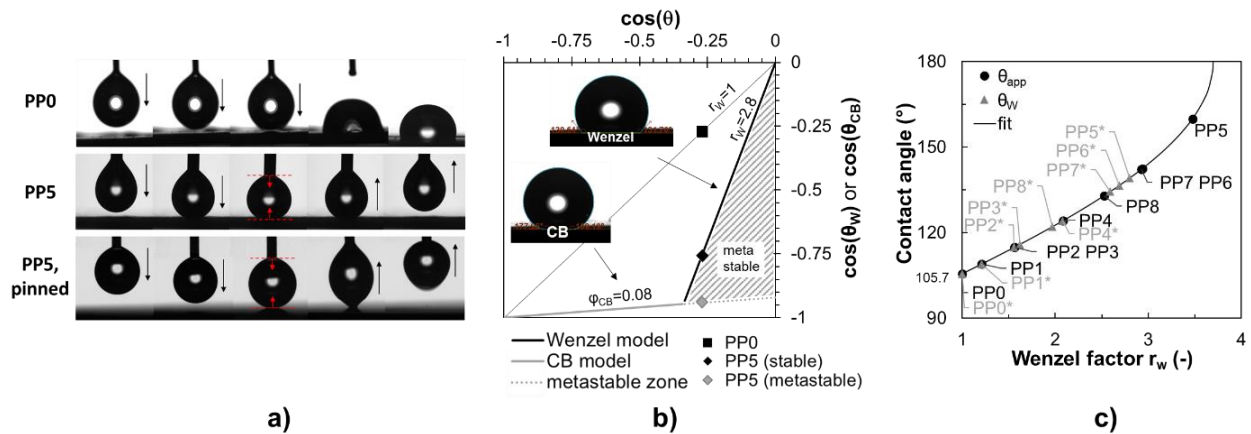 PP0
PP5
PP5,
pinned
a)
cos(θ)
-1 -0.75 -0.5 -0.25 0
0
-0.25
-0.5
-0.75
-1
cos(θW) or cos(θCB)
rW=1
rW=2.8
Wenzel
CB
meta
stable
φCB=0.08
Wenzel model
CB model
metastable zone
PP0
PP5 (stable)
PP5 (metastable)
b)
Contact angle (°)
180
150
120
105.7
90
θapp
θW
fit
PP5
PP5*
PP6*
PP7*
PP7 PP6
PP8*
PP8
PP3*
PP2*
PP4
PP4*
PP2 PP3
PP1
PP1*
PP0
PP0*
1 2 3 4
Wenzel factor rW (-)
c)